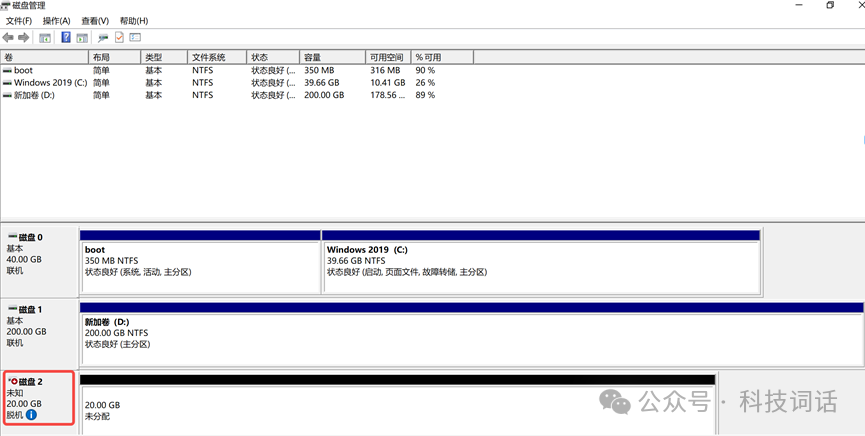 磁盘管理
文件(F) 操作(A) 查看(V) 帮助(H)
卷 布局 类型 文件系统 状态 容量 可用空间 % 可用
boot 简单 基本 NTFS 状态良好 (... 350 MB 316 MB 90 %
Windows 2019 (C:) 简单 基本 NTFS 状态良好 (... 39.66 GB 10.41 GB 26 %
新加卷 (D:) 简单 基本 NTFS 状态良好 (... 200.00 GB 178.56 ... 89 %
磁盘 0
基本
40.00 GB
联机
boot
350 MB NTFS
状态良好 (系统, 活动, 主分区)
Windows 2019 (C:)
39.66 GB NTFS
状态良好 (启动, 页面文件, 故障转储, 主分区)
磁盘 1
基本
200.00 GB
联机
新加卷 (D:)
200.00 GB NTFS
状态良好 (主分区)
磁盘 2
未知
20.00 GB
脱机
20.00 GB
未分配
公众号 · 科技词话